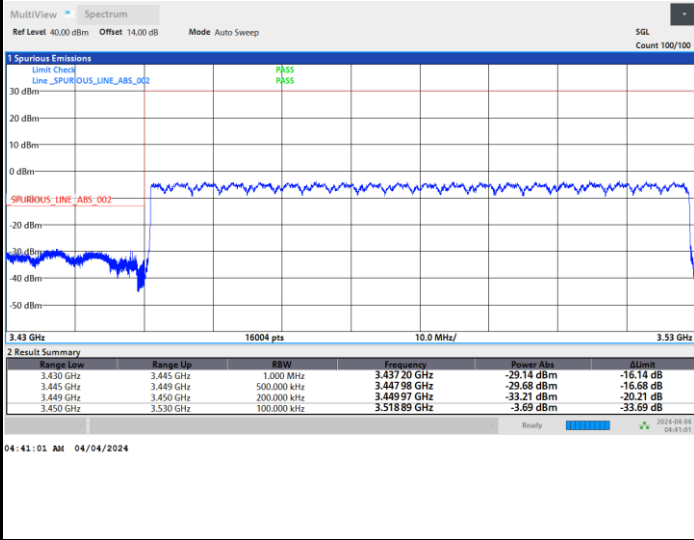 MultiView Spectrum
Ref Level 40.00 dBm Offset 14.00 dB Mode Auto Sweep SGL
Count 100/100
1 Spurious Emissions
Limit Check PASS
Line _SPURIOUS_LINE_ABS_002 PASS
30 dBm
20 dBm
10 dBm
0 dBm
_SPURIOUS_LINE_ABS_002
-20 dBm
-30 dBm
-40 dBm
-50 dBm
3.43 GHz 16004 pts 10.0 MHz/ 3.53 GHz
2 Result Summary
Range Low Range Up RBW Frequency Power Abs ΔLimit
3.430 GHz 3.445 GHz 1.000 MHz 3.437 20 GHz -29.14 dBm -16.14 dB
3.445 GHz 3.449 GHz 500.000 kHz 3.447 98 GHz -29.68 dBm -16.68 dB
3.449 GHz 3.450 GHz 200.000 kHz 3.449 97 GHz -33.21 dBm -20.21 dB
3.450 GHz 3.530 GHz 100.000 kHz 3.518 89 GHz -3.69 dBm -33.69 dB
Ready 2024-04-04
04:41:01
04:41:01 AM 04/04/2024